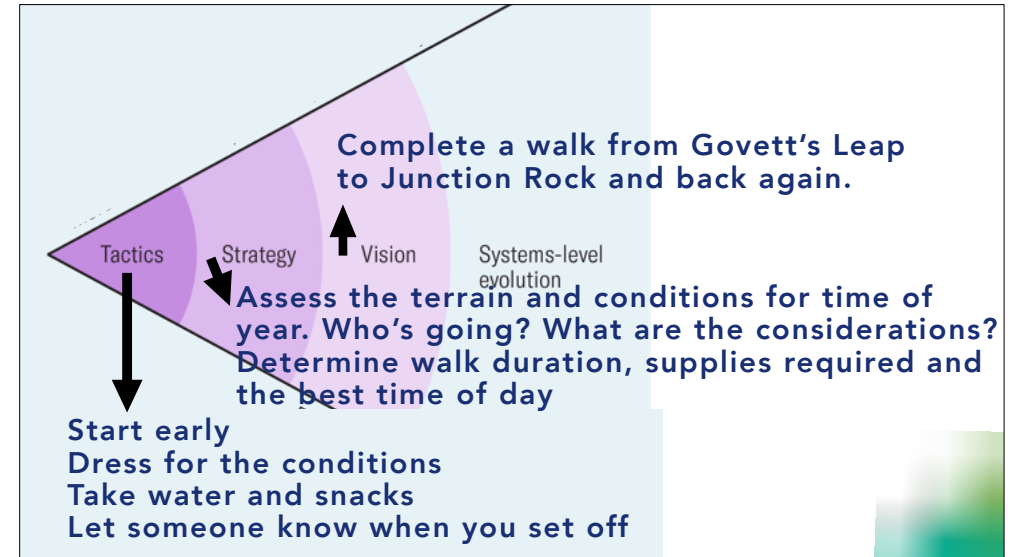 Complete a walk from Govett's Leap
to Junction Rock and back again.
Tactics
Strategy
Vision
Systems-level
evolution
Assess the terrain and conditions for time of
year. Who's going? What are the considerations?
Determine walk duration, supplies required and
the best time of day
Start early
Dress for the conditions
Take water and snacks
Let someone know when you set off